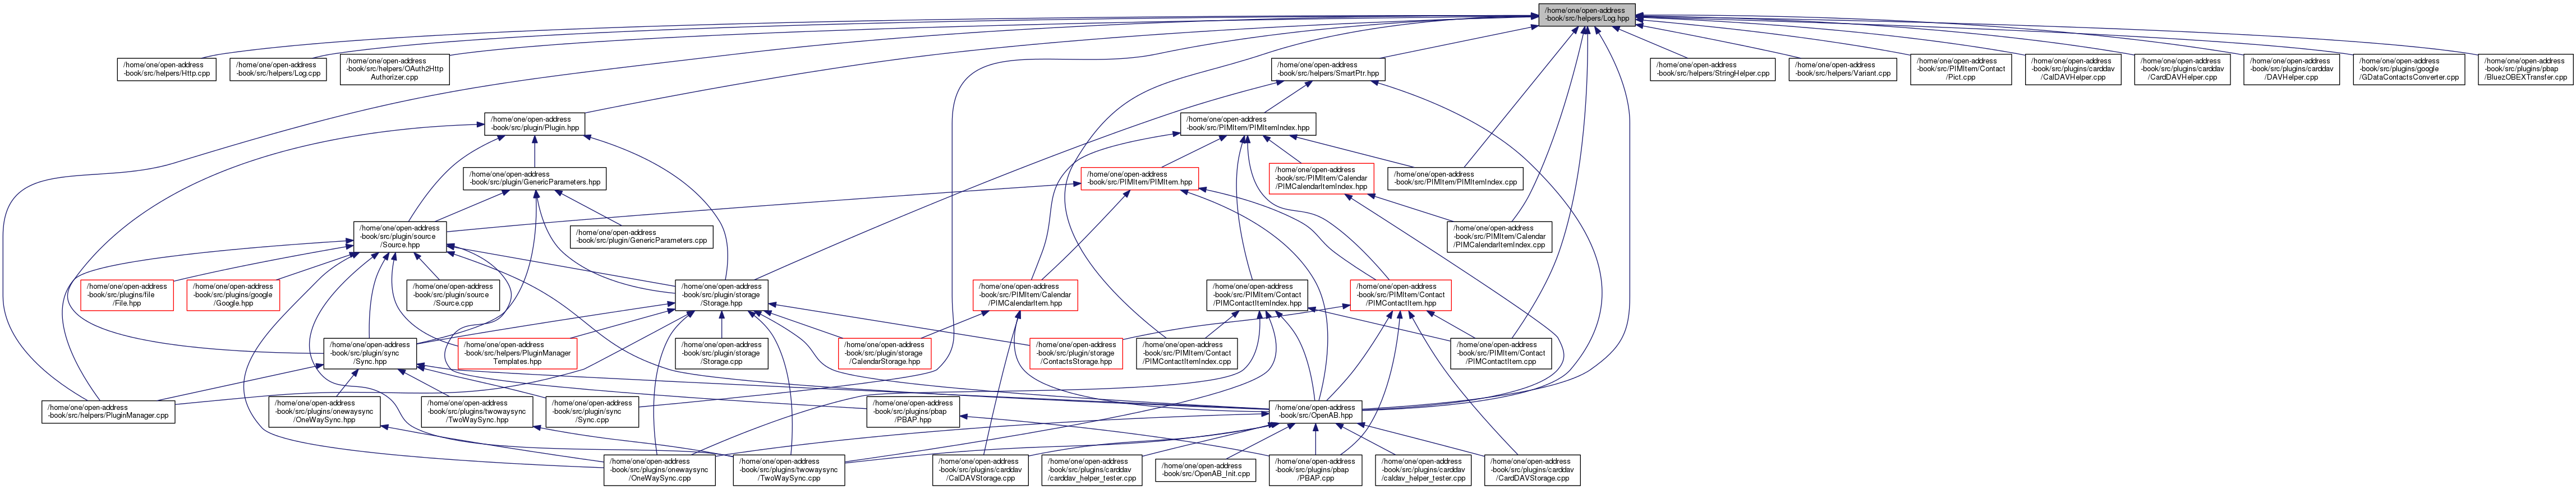 /home/one/open-address
-book/src/helpers/Log.hpp
/home/one/open-address
-book/src/helpers/Http.cpp
/home/one/open-address
-book/src/helpers/Log.cpp
/home/one/open-address
-book/src/helpers/OAuth2Http
Authorizer.cpp
/home/one/open-address
-book/src/helpers/SmartPtr.hpp
/home/one/open-address
-book/src/helpers/StringHelper.cpp
/home/one/open-address
-book/src/helpers/Variant.cpp
/home/one/open-address
-book/src/PIMItem/Contact
/Pict.cpp
/home/one/open-address
-book/src/plugins/carddav
/CalDAVHelper.cpp
/home/one/open-address
-book/src/plugins/carddav
/CardDAVHelper.cpp
/home/one/open-address
-book/src/plugins/carddav
/DAVHelper.cpp
/home/one/open-address
-book/src/plugins/google
/GDataContactsConverter.cpp
/home/one/open-address
-book/src/plugins/pbap
/BluezOBEXTransfer.cpp
/home/one/open-address
-book/src/plugin/Plugin.hpp
/home/one/open-address
-book/src/PIMItem/PIMItemIndex.hpp
/home/one/open-address
-book/src/plugin/GenericParameters.hpp
/home/one/open-address
-book/src/PIMItem/PIMItem.hpp
/home/one/open-address
-book/src/PIMItem/Calendar
/PIMCalendarItemIndex.hpp
/home/one/open-address
-book/src/PIMItem/PIMItemIndex.cpp
/home/one/open-address
-book/src/plugin/source
/Source.hpp
/home/one/open-address
-book/src/plugin/GenericParameters.cpp
/home/one/open-address
-book/src/PIMItem/Calendar
/PIMCalendarItemIndex.cpp
/home/one/open-address
-book/src/plugins/file
/File.hpp
/home/one/open-address
-book/src/plugins/google
/Google.hpp
/home/one/open-address
-book/src/plugin/source
/Source.cpp
/home/one/open-address
-book/src/plugin/storage
/Storage.hpp
/home/one/open-address
-book/src/PIMItem/Calendar
/PIMCalendarItem.hpp
/home/one/open-address
-book/src/PIMItem/Contact
/PIMContactItemIndex.hpp
/home/one/open-address
-book/src/PIMItem/Contact
/PIMContactItem.hpp
/home/one/open-address
-book/src/plugin/sync
/Sync.hpp
/home/one/open-address
-book/src/helpers/PluginManager
Templates.hpp
/home/one/open-address
-book/src/plugin/storage
/Storage.cpp
/home/one/open-address
-book/src/plugin/storage
/CalendarStorage.hpp
/home/one/open-address
-book/src/plugin/storage
/ContactsStorage.hpp
/home/one/open-address
-book/src/PIMItem/Contact
/PIMContactItemIndex.cpp
/home/one/open-address
-book/src/PIMItem/Contact
/PIMContactItem.cpp
/home/one/open-address
-book/src/helpers/PluginManager.cpp
/home/one/open-address
-book/src/plugins/onewaysync
/OneWaySync.hpp
/home/one/open-address
-book/src/plugins/twowaysync
/TwoWaySync.hpp
/home/one/open-address
-book/src/plugin/sync
/Sync.cpp
/home/one/open-address
-book/src/plugins/pbap
/PBAP.hpp
/home/one/open-address
-book/src/OpenAB.hpp
/home/one/open-address
-book/src/plugins/onewaysync
/OneWaySync.cpp
/home/one/open-address
-book/src/plugins/twowaysync
/TwoWaySync.cpp
/home/one/open-address
-book/src/plugins/carddav
/CalDAVStorage.cpp
/home/one/open-address
-book/src/plugins/carddav
/carddav_helper_tester.cpp
/home/one/open-address
-book/src/OpenAB_Init.cpp
/home/one/open-address
-book/src/plugins/pbap
/PBAP.cpp
/home/one/open-address
-book/src/plugins/carddav
/caldav_helper_tester.cpp
/home/one/open-address
-book/src/plugins/carddav
/CardDAVStorage.cpp